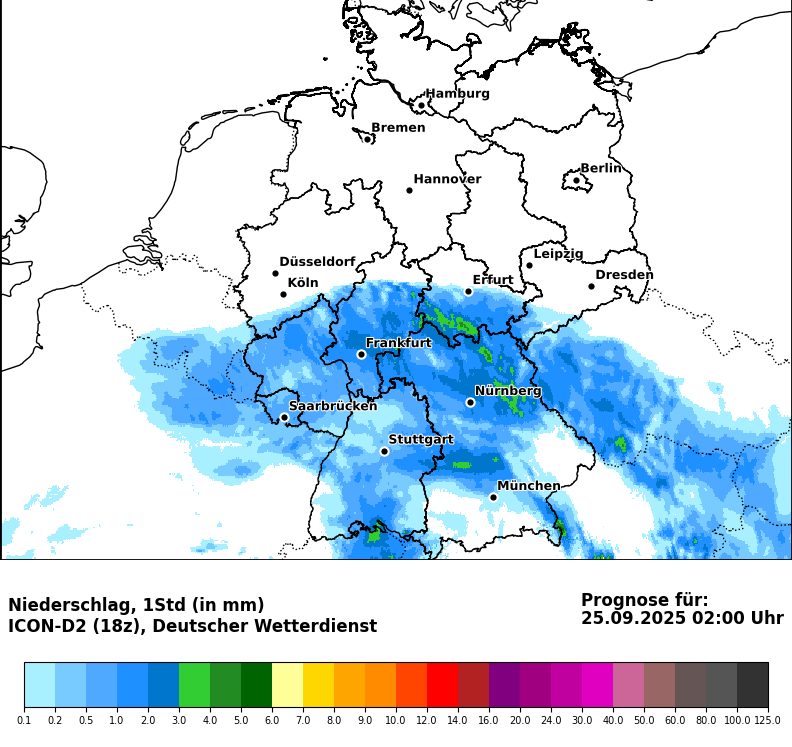 Hamburg
Bremen
Berlin
Hannover
Leipzig
Düsseldorf
Dresden
Köln
Erfurt
Frankfurt
Nürnberg
Saarbrücken
Stuttgart
München
Niederschlag, 1Std (in mm)
ICON-D2 (18z), Deutscher Wetterdienst
Prognose für:
25.09.2025 02:00 Uhr
0.1 0.2 0.5 1.0 2.0 3.0 4.0 5.0 6.0 7.0 8.0 9.0 10.0 12.0 14.0 16.0 20.0 24.0 30.0 40.0 50.0 60.0 80.0 100.0 125.0